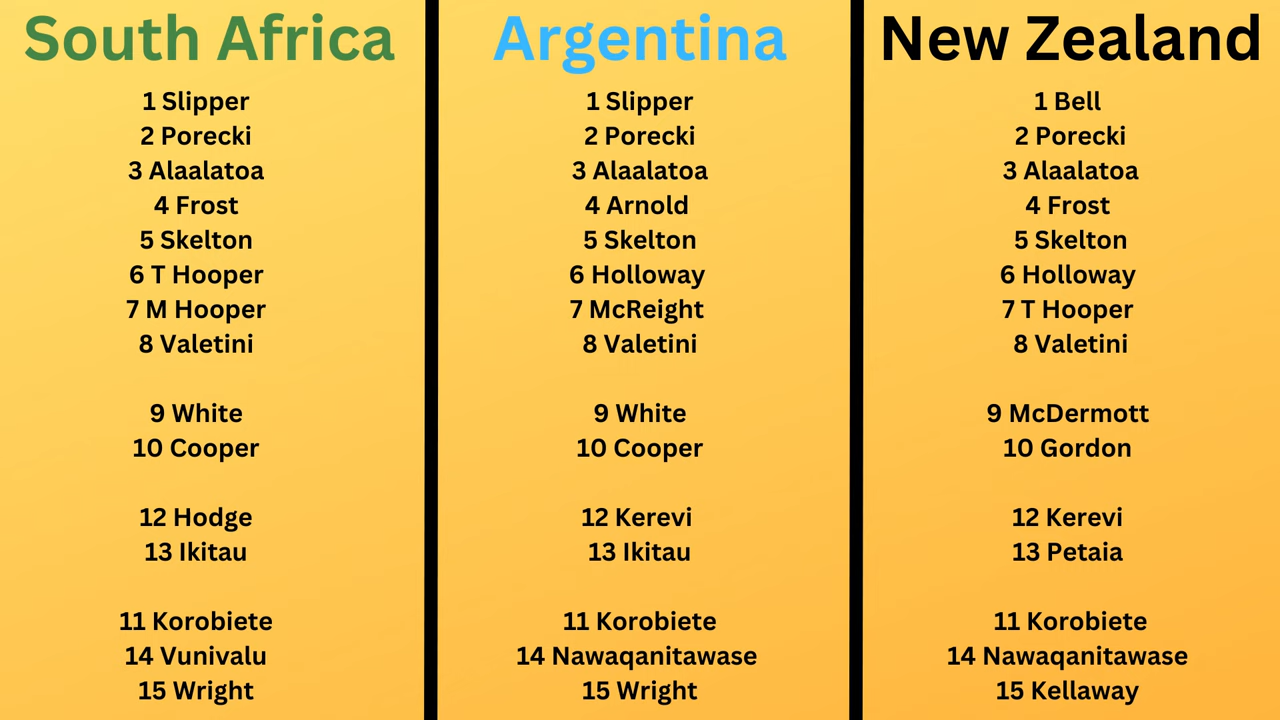 South Africa
1 Slipper
2 Porecki
3 Alaalatoa
4 Frost
5 Skelton
6 T Hooper
7 M Hooper
8 Valetini
9 White
10 Cooper
12 Hodge
13 Ikitau
11 Korobiete
14 Vunivalu
15 Wright
Argentina
1 Slipper
2 Porecki
3 Alaalatoa
4 Arnold
5 Skelton
6 Holloway
7 McReight
8 Valetini
9 White
10 Cooper
12 Kerevi
13 Ikitau
11 Korobiete
14 Nawaqanitawase
15 Wright
New Zealand
1 Bell
2 Porecki
3 Alaalatoa
4 Frost
5 Skelton
6 Holloway
7 T Hooper
8 Valetini
9 McDermott
10 Gordon
12 Kerevi
13 Petaia
11 Korobiete
14 Nawaqanitawase
15 Kellaway